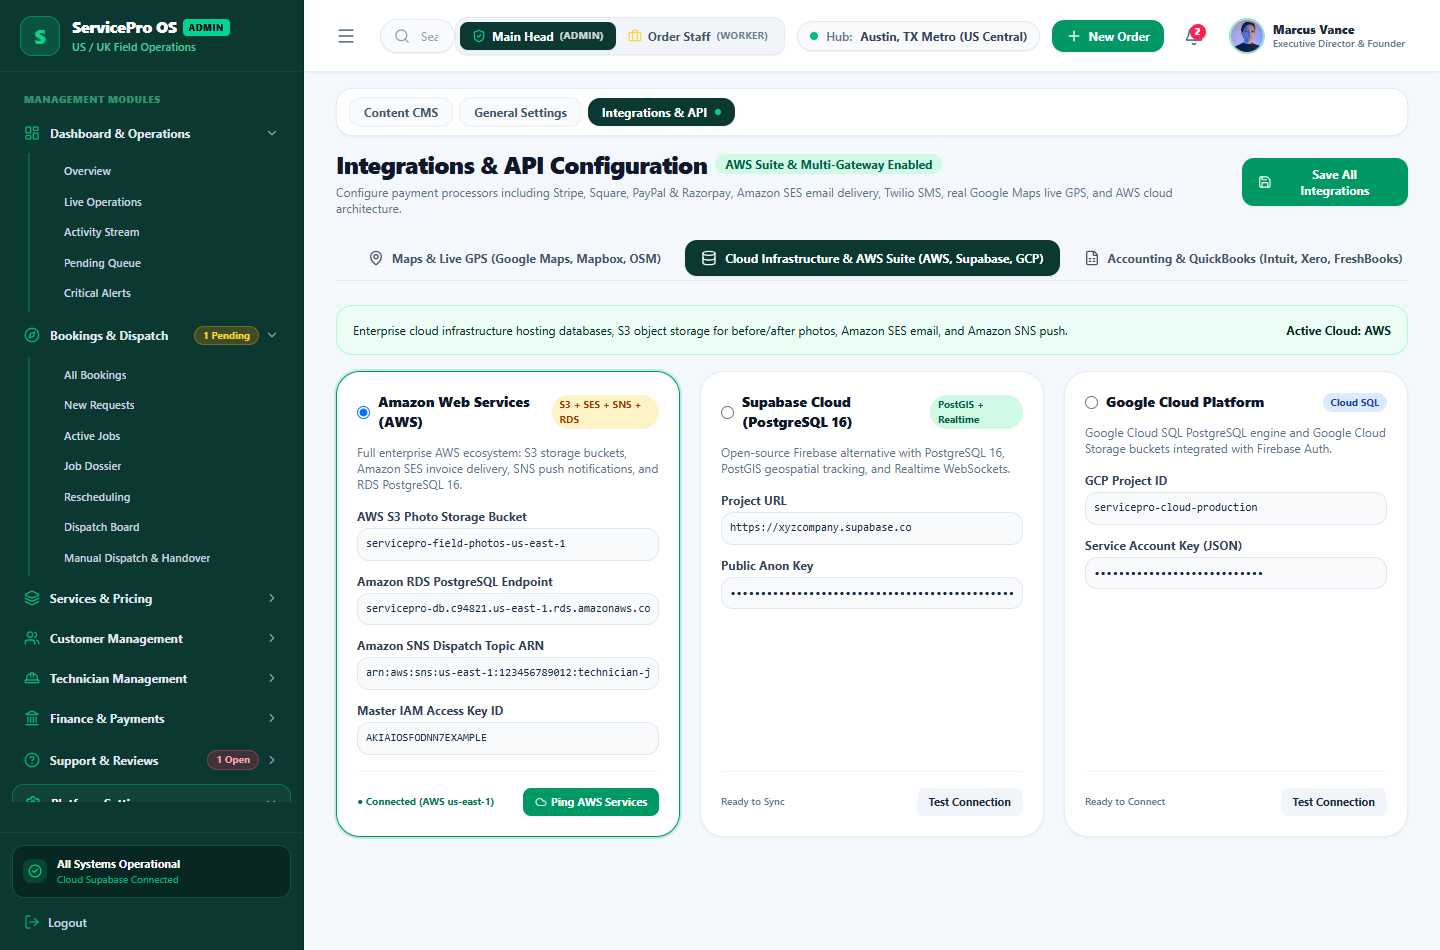 S
ServicePro OS ADMIN
US / UK Field Operations
MANAGEMENT MODULES
Dashboard & Operations
Overview
Live Operations
Activity Stream
Pending Queue
Critical Alerts
Bookings & Dispatch 1 Pending
All Bookings
New Requests
Active Jobs
Job Dossier
Rescheduling
Dispatch Board
Manual Dispatch & Handover
Services & Pricing
Customer Management
Technician Management
Finance & Payments
Support & Reviews 1 Open
All Systems Operational
Cloud Supabase Connected
Logout
Sea
Main Head (ADMIN)
Order Staff (WORKER)
Hub: Austin, TX Metro (US Central)
New Order
2
Marcus Vance
Executive Director & Founder
Content CMS
General Settings
Integrations & API
Integrations & API Configuration AWS Suite & Multi-Gateway Enabled
Configure payment processors including Stripe, Square, PayPal & Razorpay, Amazon SES email delivery, Twilio SMS, real Google Maps live GPS, and AWS cloud
architecture.
Save All
Integrations
Maps & Live GPS (Google Maps, Mapbox, OSM)
Cloud Infrastructure & AWS Suite (AWS, Supabase, GCP)
Accounting & QuickBooks (Intuit, Xero, FreshBooks)
Enterprise cloud infrastructure hosting databases, S3 object storage for before/after photos, Amazon SES email, and Amazon SNS push.
Active Cloud: AWS
Amazon Web Services
(AWS)
S3 + SES + SNS +
RDS
Full enterprise AWS ecosystem: S3 storage buckets,
Amazon SES invoice delivery, SNS push notifications, and
RDS PostgreSQL 16.
AWS S3 Photo Storage Bucket
servicepro-field-photos-us-east-1
Amazon RDS PostgreSQL Endpoint
servicepro-db.c94821.us-east-1.rds.amazonaws.co
Amazon SNS Dispatch Topic ARN
arn:aws:sns:us-east-1:123456789012:technician-j
Master IAM Access Key ID
AKIAIOSFODNN7EXAMPLE
• Connected (AWS us-east-1)
Ping AWS Services
Supabase Cloud
(PostgreSQL 16)
PostGIS +
Realtime
Open-source Firebase alternative with PostgreSQL 16,
PostGIS geospatial tracking, and Realtime WebSockets.
Project URL
https://xyzcompany.supabase.co
Public Anon Key
Ready to Sync
Test Connection
Google Cloud Platform
Cloud SQL
Google Cloud SQL PostgreSQL engine and Google Cloud
Storage buckets integrated with Firebase Auth.
GCP Project ID
servicepro-cloud-production
Service Account Key (JSON)
Ready to Connect
Test Connection